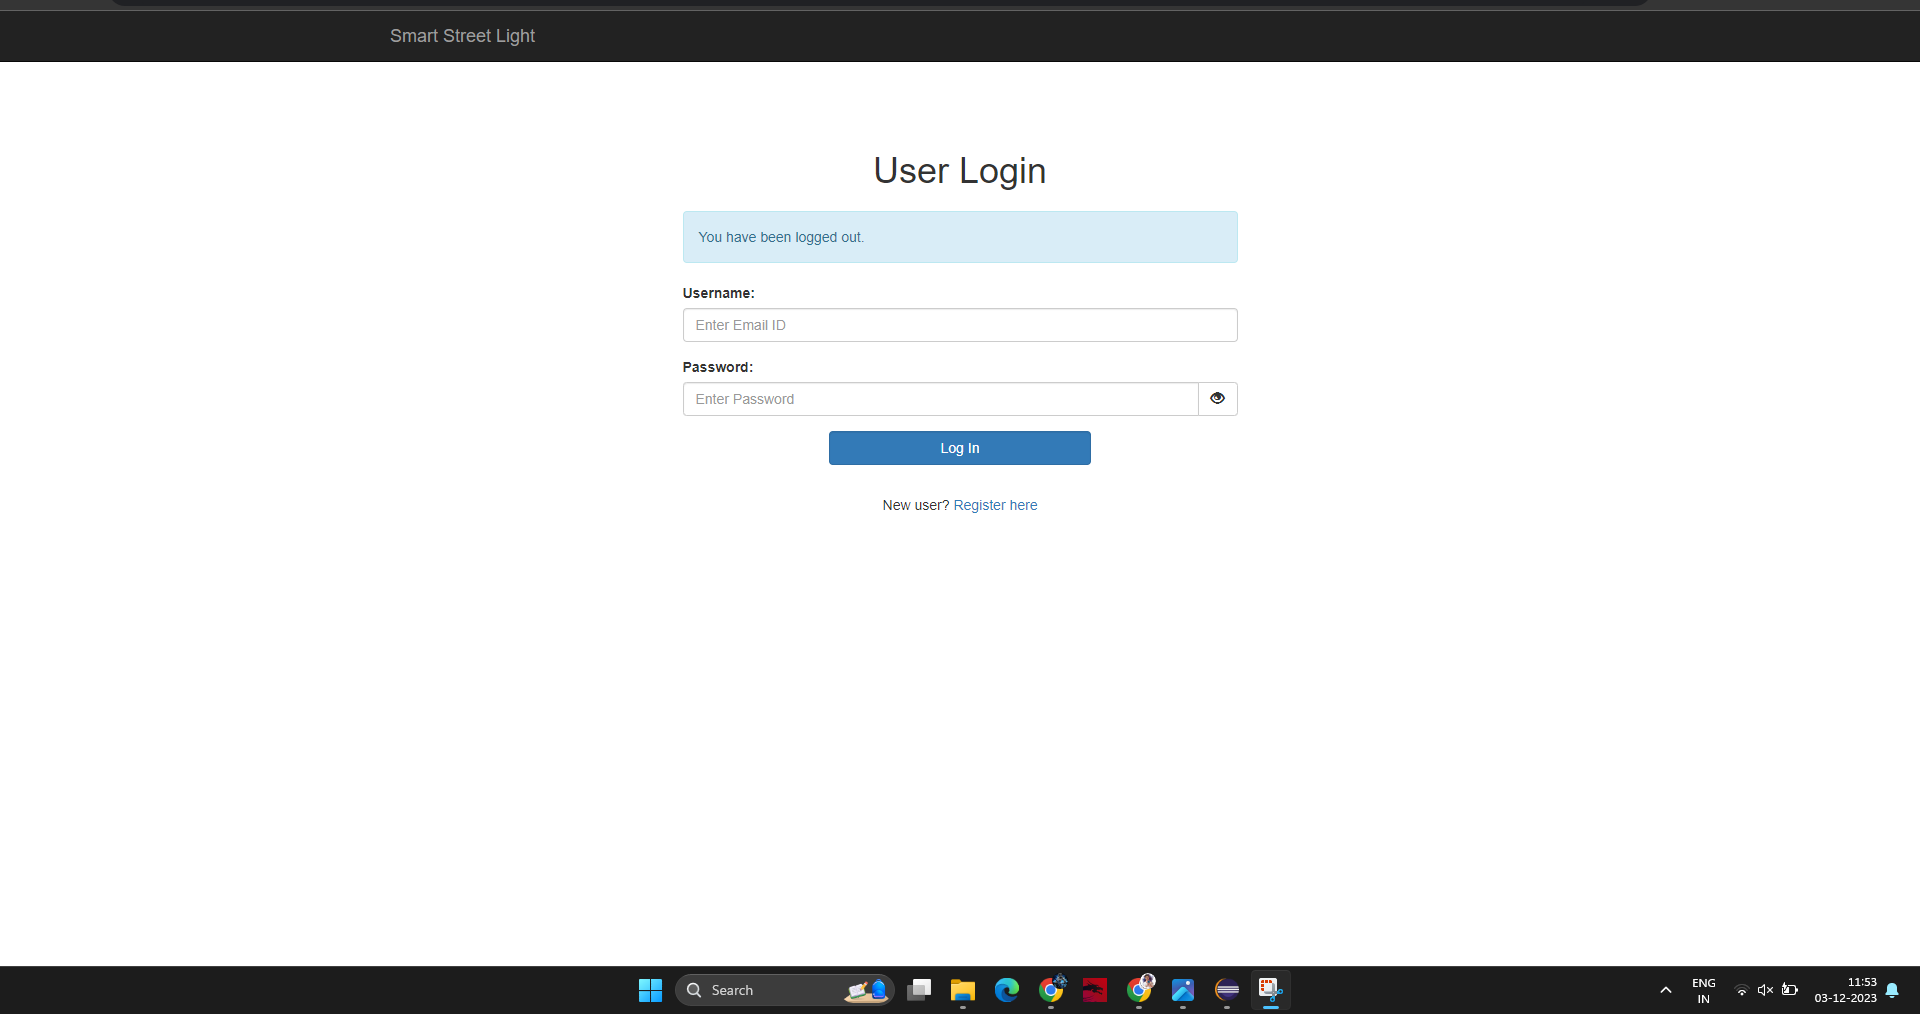 Smart Street Light
User Login
You have been logged out.
Username:
Enter Email ID
Password:
Enter Password
Log In
New user? Register here
Search
ENG
IN
11:53
03-12-2023